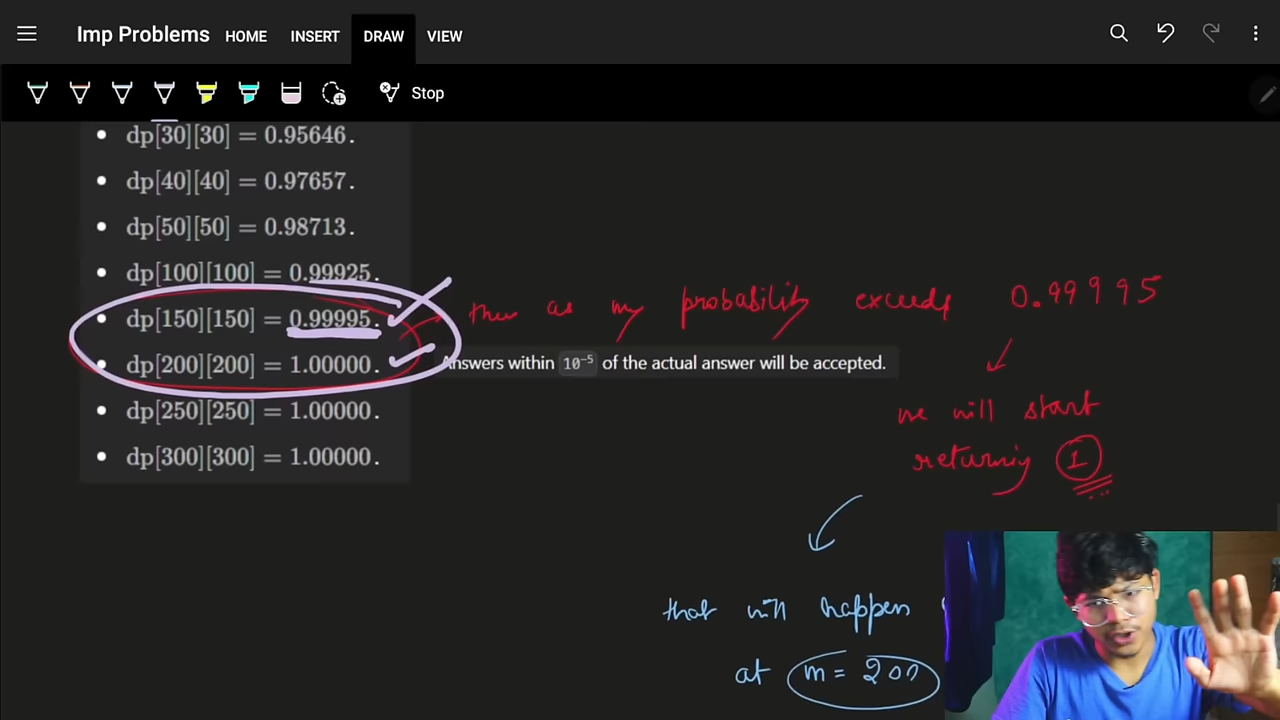 Imp Problems HOME INSERT DRAW VIEW
Stop
dp[30][30] = 0.95646.
dp[40][40] = 0.97657.
dp[50][50] = 0.98713.
dp[100][100] = 0.99925.
dp[150][150] = 0.99995.
as my probability exceeds 0.99995
dp[200][200] = 1.00000.
Answers within 10⁻⁵ of the actual answer will be accepted.
dp[250][250] = 1.00000.
we will start
dp[300][300] = 1.00000.
returning 1
that will happen
at m = 200